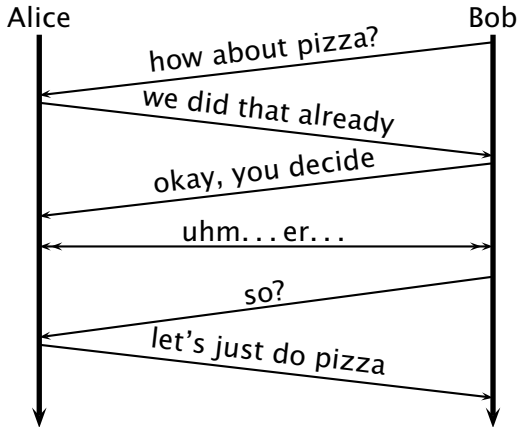 Alice
Bob
how about pizza?
we did that already
okay, you decide
uhm...er...
so?
let's just do pizza